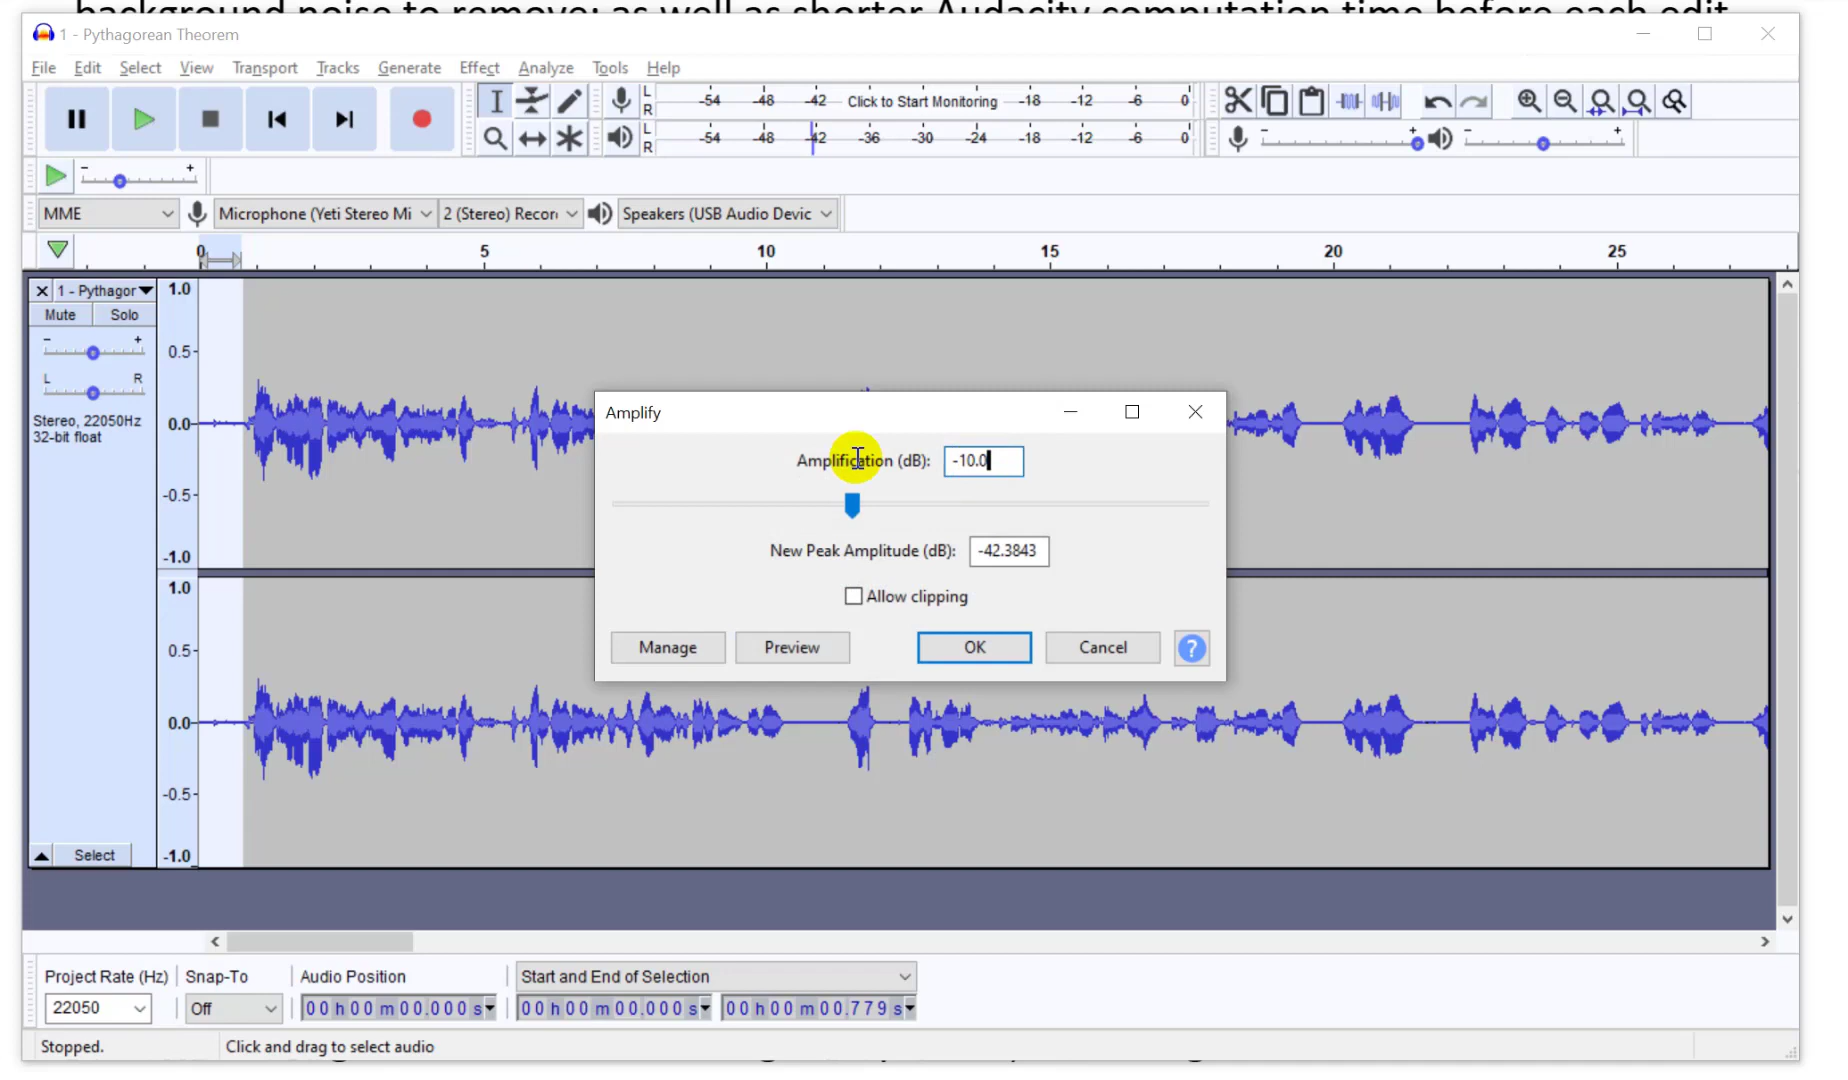 background noise to remove; as well as shorter Audacity computation time before each edit
1 - Pythagorean Theorem
File Edit Select View Transport Tracks Generate Effect Analyze Tools Help
L
R
-54 -48 -42 Click to Start Monitoring -18 -12 -6 0
L
R
-54 -48 -42 -36 -30 -24 -18 -12 -6 0
- + - +
- +
MME Microphone (Yeti Stereo Mi 2 (Stereo) Recor Speakers (USB Audio Devic
0 5 10 15 20 25
1 - Pythagor
Mute Solo
- +
L R
Stereo, 22050Hz
32-bit float
1.0
0.5-
0.0-
-0.5-
-1.0
1.0
0.5-
0.0-
-0.5-
-1.0
Select
Amplify
Amplification (dB): -10.0
New Peak Amplitude (dB): -42.3843
Allow clipping
Manage Preview OK Cancel ?
Project Rate (Hz) Snap-To Audio Position Start and End of Selection
22050 Off 00 h 00 m 00.000 s 00 h 00 m 00.000 s 00 h 00 m 00.779 s
Stopped. Click and drag to select audio